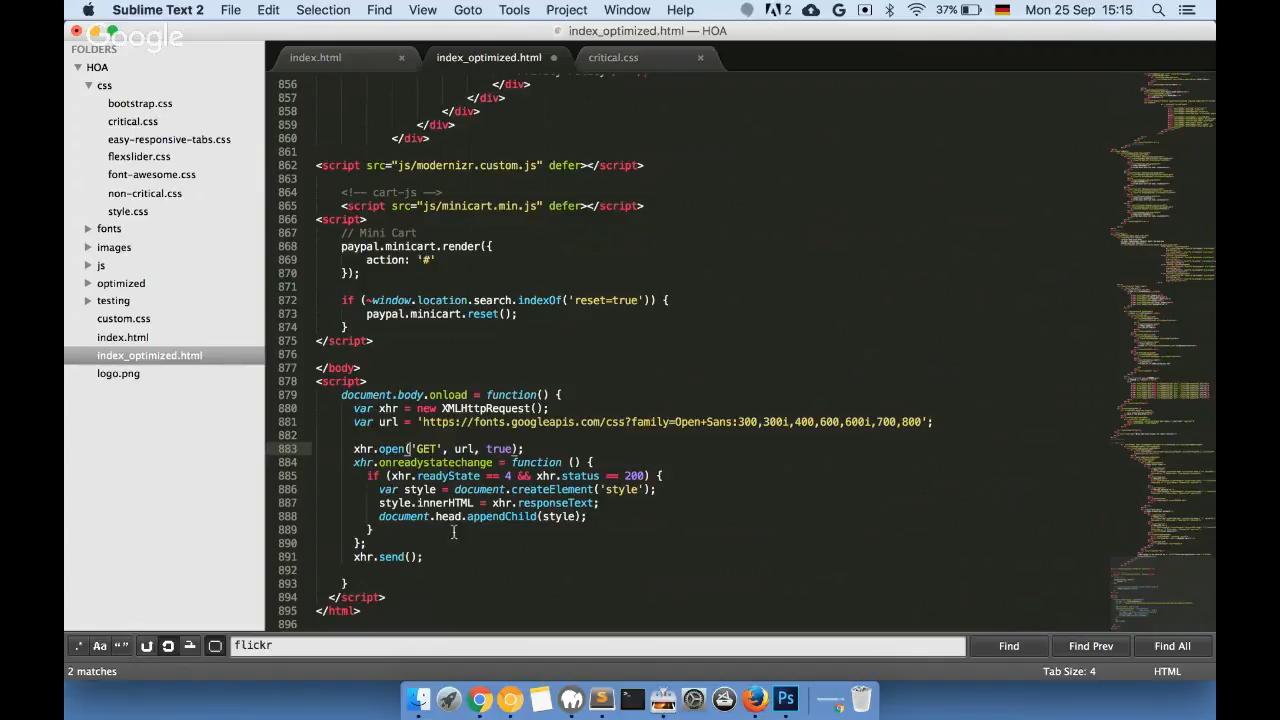 Sublime Text 2 File Edit Selection Find View Goto Tools Project Window Help 2 37% Mon 25 Sep 15:15
Google
index_optimized.html — HOA
FOLDERS
HOA
css
bootstrap.css
critical.css
easy-responsive-tabs.css
flexslider.css
font-awesome.css
non-critical.css
style.css
fonts
images
js
optimized
testing
custom.css
index.html
index_optimized.html
logo.png
index.html × index_optimized.html critical.css ×
856 </div>
857 </div>
858 </div>
859 </div>
860 </div>
861
862 <script src="js/modernizr.custom.js" defer></script>
863
864 <!-- cart-js -->
865 <script src="js/minicart.min.js" defer></script>
866 <script>
867 // Mini Cart
868 paypal.minicart.render({
869 action: '#'
870 });
871
872 if (~window.location.search.indexOf('reset=true')) {
873 paypal.minicart.reset();
874 }
875 </script>
876
877 </body>
878 <script>
879 document.body.onload = function() {
880 var xhr = new XMLHttpRequest();
881 var url = 'https://fonts.googleapis.com/css?family=Open+Sans:300,300i,400,600,600i,700,800';
882
883 xhr.open('GET', url, true);
884 xhr.onreadystatechange = function () {
885 if (xhr.readyState == 4 && xhr.status == 200) {
886 var style = document.createElement('style');
887 style.innerHTML = xhr.responseText;
888 document.head.appendChild(style);
889 }
890 };
891 xhr.send();
892
893 }
894 </script>
895 </html>
896
.* Aa “” flickr Find Find Prev Find All
2 matches Tab Size: 4 HTML
Ps